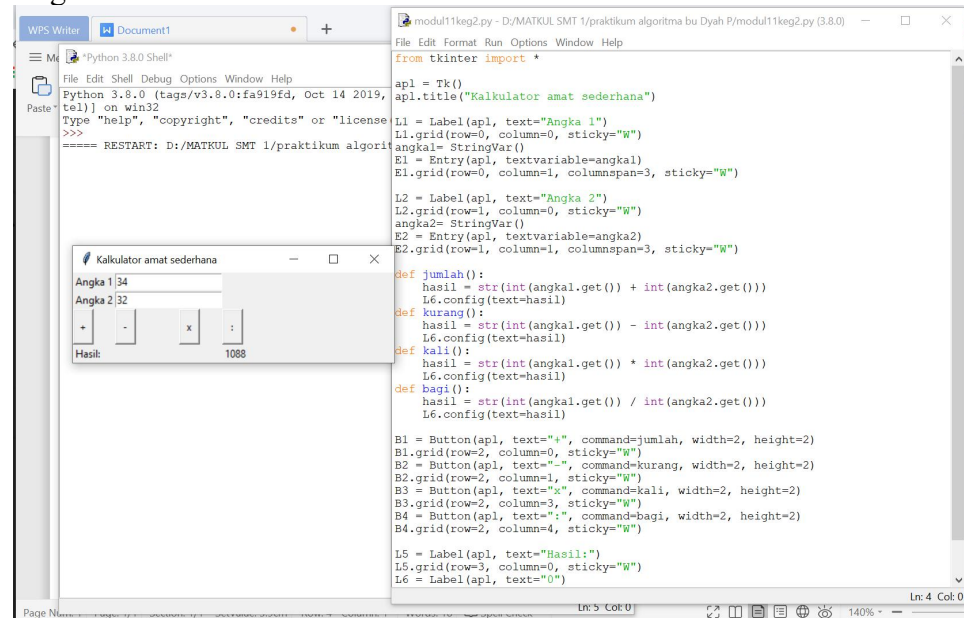 WPS Writer
Document1
+
Paste
*Python 3.8.0 Shell*
File Edit Shell Debug Options Window Help
Python 3.8.0 (tags/v3.8.0:fa919fd, Oct 14 2019,
tel)] on win32
Type "help", "copyright", "credits" or "license
>>>
===== RESTART: D:/MATKUL SMT 1/praktikum algorit
Kalkulator amat sederhana
Angka 1 34
Angka 2 32
+ - x :
Hasil: 1088
modul11keg2.py - D:/MATKUL SMT 1/praktikum algoritma bu Dyah P/modul11keg2.py (3.8.0)
File Edit Format Run Options Window Help
from tkinter import *
apl = Tk()
apl.title("Kalkulator amat sederhana")
L1 = Label(apl, text="Angka 1")
L1.grid(row=0, column=0, sticky="W")
angka1= StringVar()
E1 = Entry(apl, textvariable=angka1)
E1.grid(row=0, column=1, columnspan=3, sticky="W")
L2 = Label(apl, text="Angka 2")
L2.grid(row=1, column=0, sticky="W")
angka2= StringVar()
E2 = Entry(apl, textvariable=angka2)
E2.grid(row=1, column=1, columnspan=3, sticky="W")
def jumlah():
    hasil = str(int(angka1.get()) + int(angka2.get()))
    L6.config(text=hasil)
def kurang():
    hasil = str(int(angka1.get()) - int(angka2.get()))
    L6.config(text=hasil)
def kali():
    hasil = str(int(angka1.get()) * int(angka2.get()))
    L6.config(text=hasil)
def bagi():
    hasil = str(int(angka1.get()) / int(angka2.get()))
    L6.config(text=hasil)
B1 = Button(apl, text="+", command=jumlah, width=2, height=2)
B1.grid(row=2, column=0, sticky="W")
B2 = Button(apl, text="-", command=kurang, width=2, height=2)
B2.grid(row=2, column=1, sticky="W")
B3 = Button(apl, text="x", command=kali, width=2, height=2)
B3.grid(row=2, column=3, sticky="W")
B4 = Button(apl, text=":", command=bagi, width=2, height=2)
B4.grid(row=2, column=4, sticky="W")
L5 = Label(apl, text="Hasil:")
L5.grid(row=3, column=0, sticky="W")
L6 = Label(apl, text="0")
Ln: 4 Col: 0
Ln: 5 Col: 0
140%